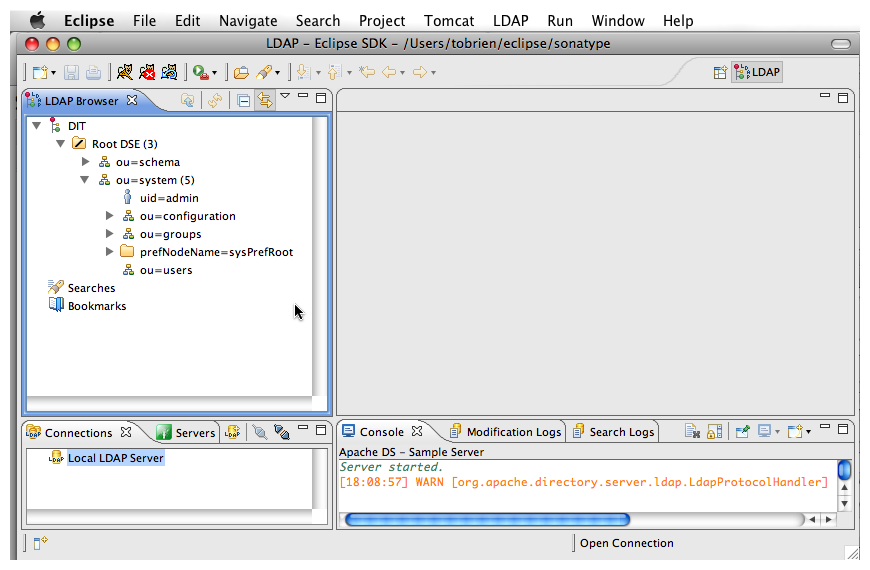 Eclipse File Edit Navigate Search Project Tomcat LDAP Run Window Help
LDAP – Eclipse SDK – /Users/tobrien/eclipse/sonatype
LDAP
LDAP Browser
DIT
Root DSE (3)
ou=schema
ou=system (5)
uid=admin
ou=configuration
ou=groups
prefNodeName=sysPrefRoot
ou=users
Searches
Bookmarks
Connections Servers
Local LDAP Server
Console Modification Logs Search Logs
Apache DS – Sample Server
Server started.
[18:08:57] WARN [org.apache.directory.server.ldap.LdapProtocolHandler]
Open Connection